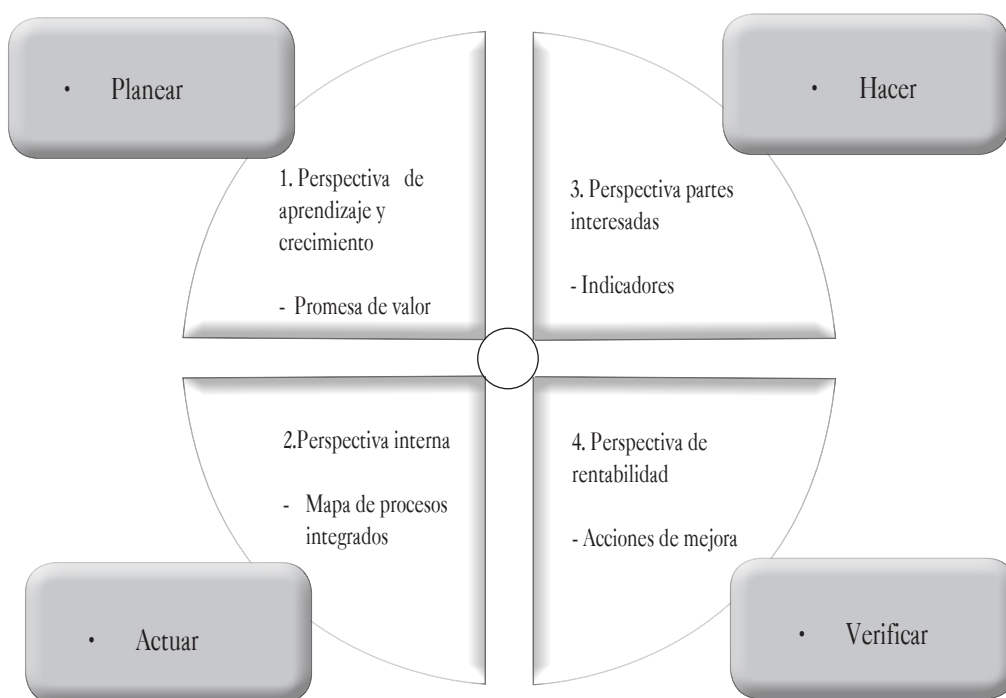 • Planear
• Hacer
1. Perspectiva de
aprendizaje y
crecimiento
- Promesa de valor
3. Perspectiva partes
interesadas
- Indicadores
2.Perspectiva interna
- Mapa de procesos
integrados
4. Perspectiva de
rentabilidad
- Acciones de mejora
• Actuar
• Verificar